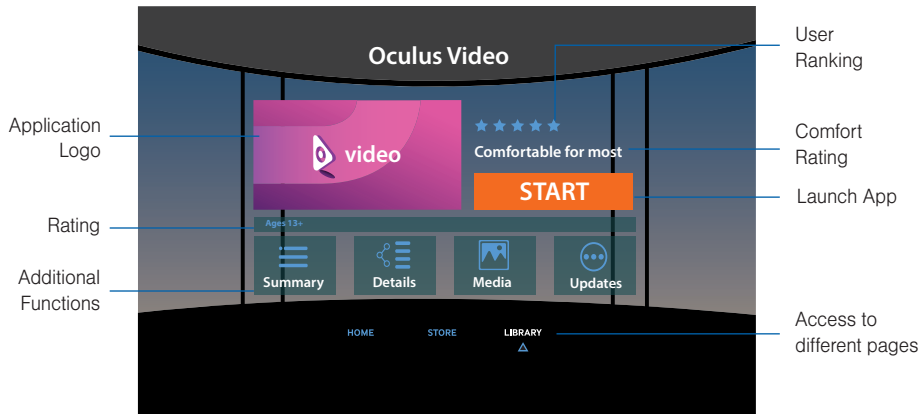 Oculus Video
User
Ranking
Application
Logo
video
Comfortable for most
Comfort
Rating
START
Launch App
Rating
Ages 13+
Additional
Functions
Summary
Details
Media
Updates
HOME
STORE
LIBRARY
Access to
different pages